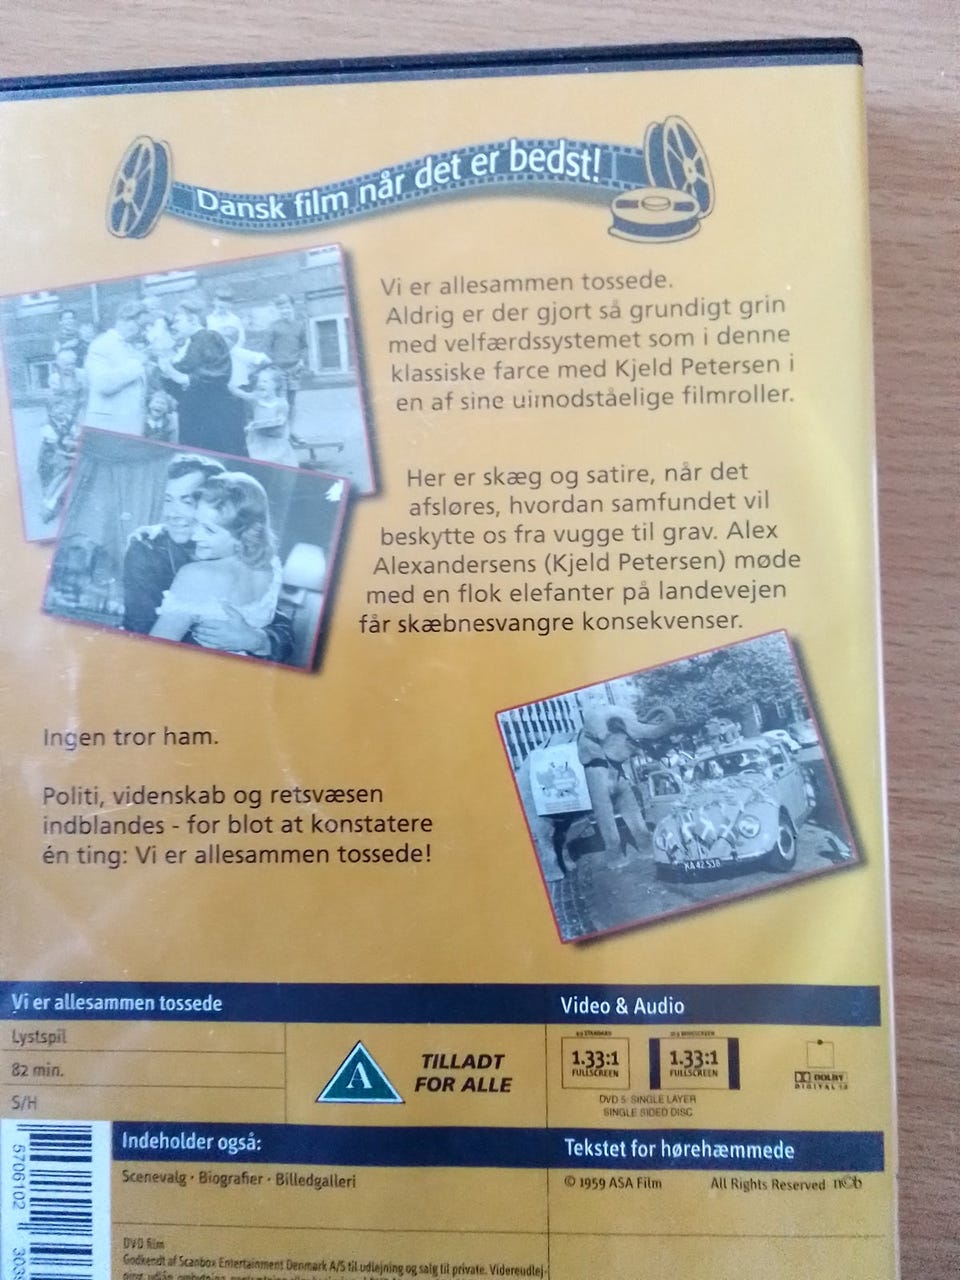 Dansk film når det er bedst!
Vi er allesammen tossede.
Aldrig er der gjort så grundigt grin
med velfærdssystemet som i denne
klassiske farce med Kjeld Petersen i
en af sine uimodståelige filmroller.
Her er skæg og satire, når det
afsløres, hvordan samfundet vil
beskytte os fra vugge til grav. Alex
Alexandersens (Kjeld Petersen) møde
med en flok elefanter på landevejen
får skæbnesvangre konsekvenser.
Ingen tror ham.
Politi, videnskab og retsvæsen
indblandes - for blot at konstatere
én ting: Vi er allesammen tossede!
KA 42.538
Vi er allesammen tossede
Lystspil
82 min.
S/H
A
TILLADT
FOR ALLE
Video & Audio
1.33:1
FULLSCREEN
1.33:1
FULLSCREEN
DVD 5: SINGLE LAYER
SINGLE SIDED DISC
DOLBY
DIGITAL
Indeholder også:
Scenevalg · Biografier · Billedgalleri
Tekstet for hørehæmmede
© 1959 ASA Film All Rights Reserved ncb
5706102
DVD film
Godkendt af Scanbox Entertainment Denmark A/S til udlejning og salg til private. Videreudlej-